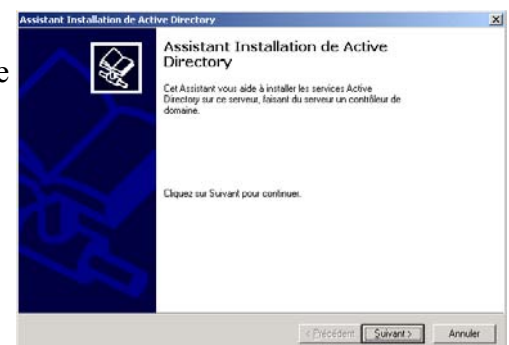 Assistant Installation de Active Directory
e
Assistant Installation de Active
Directory
Cet Assistant vous aide à installer les services Active
Directory sur ce serveur, faisant du serveur un contrôleur de
domaine.
Cliquez sur Suivant pour continuer.
< Précédent Suivant > Annuler